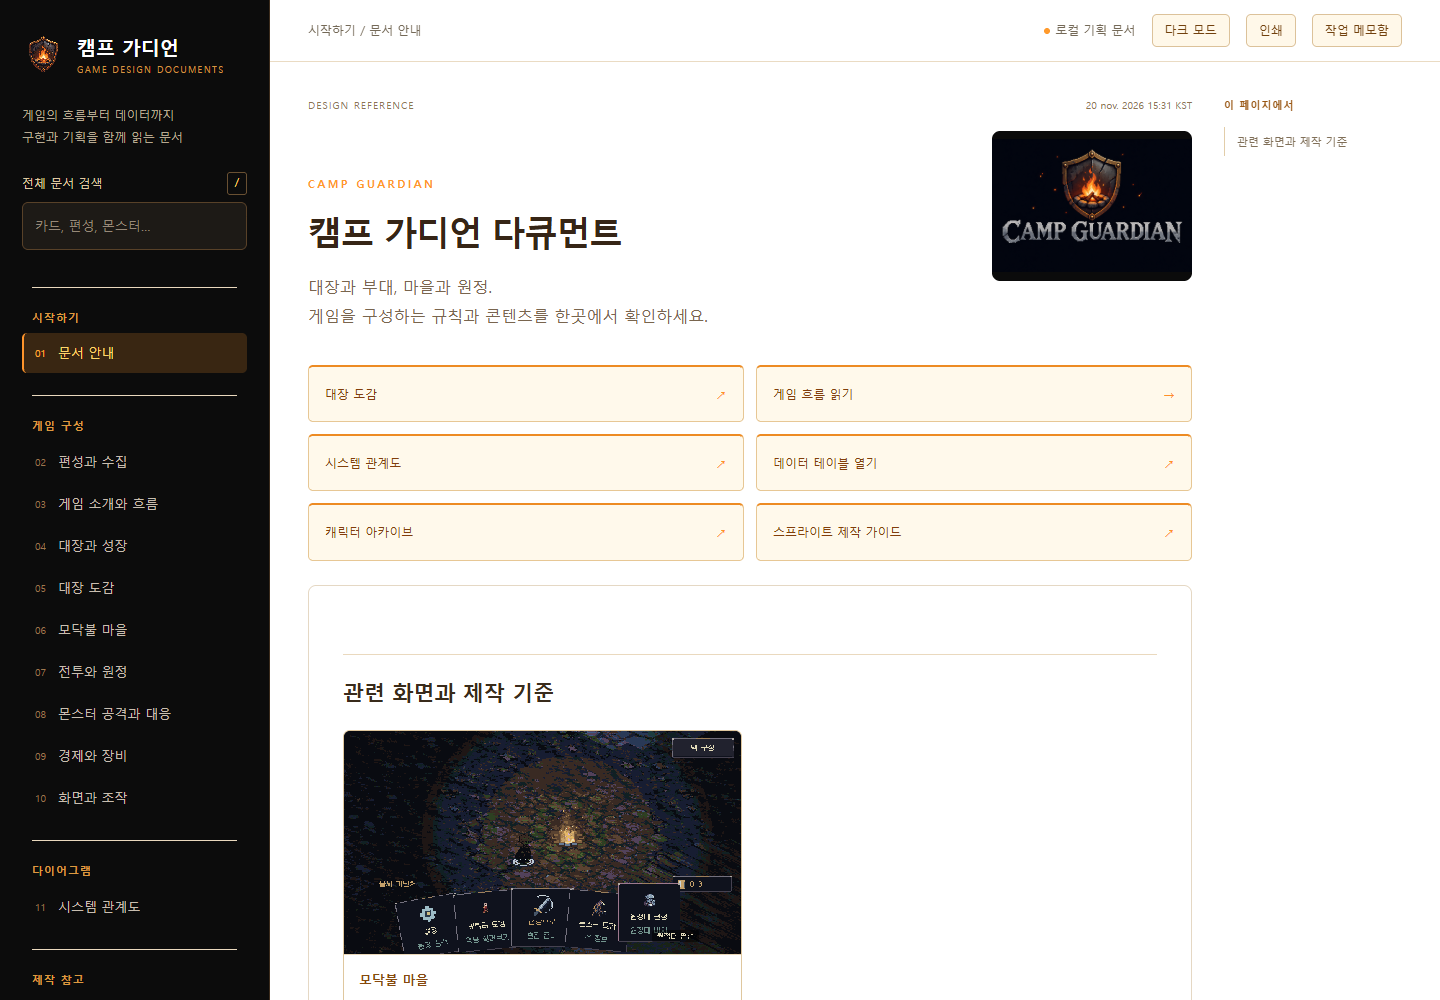 캠프 가디언
GAME DESIGN DOCUMENTS
게임의 흐름부터 데이터까지
구현과 기획을 함께 읽는 문서
전체 문서 검색
/
카드, 편성, 몬스터...
시작하기
01 문서 안내
게임 구성
02 편성과 수집
03 게임 소개와 흐름
04 대장과 성장
05 대장 도감
06 모닥불 마을
07 전투와 원정
08 몬스터 공격과 대응
09 경제와 장비
10 화면과 조작
다이어그램
11 시스템 관계도
제작 참고
시작하기 / 문서 안내
로컬 기획 문서
다크 모드
인쇄
작업 메모함
DESIGN REFERENCE
20 nov. 2026 15:31 KST
CAMP GUARDIAN
CAMP GUARDIAN
캠프 가디언 다큐먼트
대장과 부대, 마을과 원정.
게임을 구성하는 규칙과 콘텐츠를 한곳에서 확인하세요.
대장 도감 ↗
게임 흐름 읽기 →
시스템 관계도 ↗
데이터 테이블 열기 ↗
캐릭터 아카이브 ↗
스프라이트 제작 가이드 ↗
관련 화면과 제작 기준
모닥불 마을
이 페이지에서
관련 화면과 제작 기준